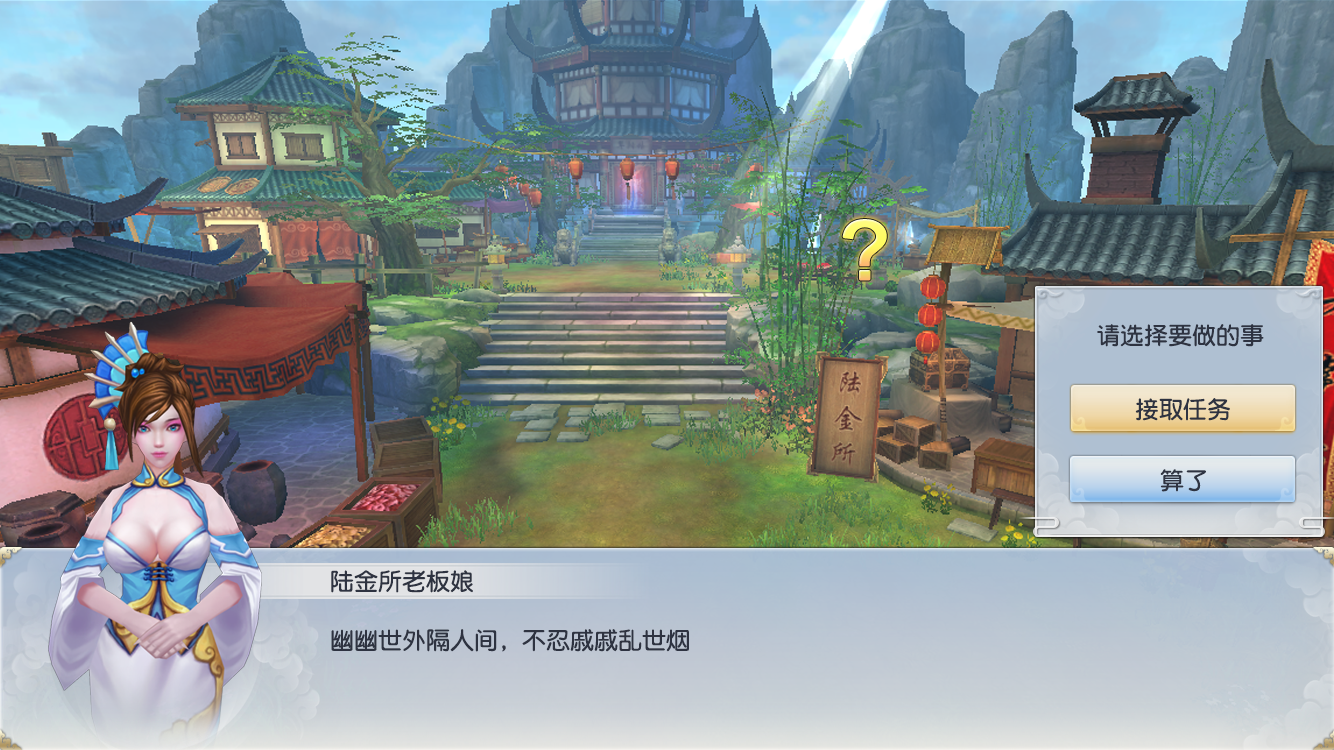 陆金所
请选择要做的事
接取任务
算了
陆金所老板娘
幽幽世外隔人间，不忍戚戚乱世烟